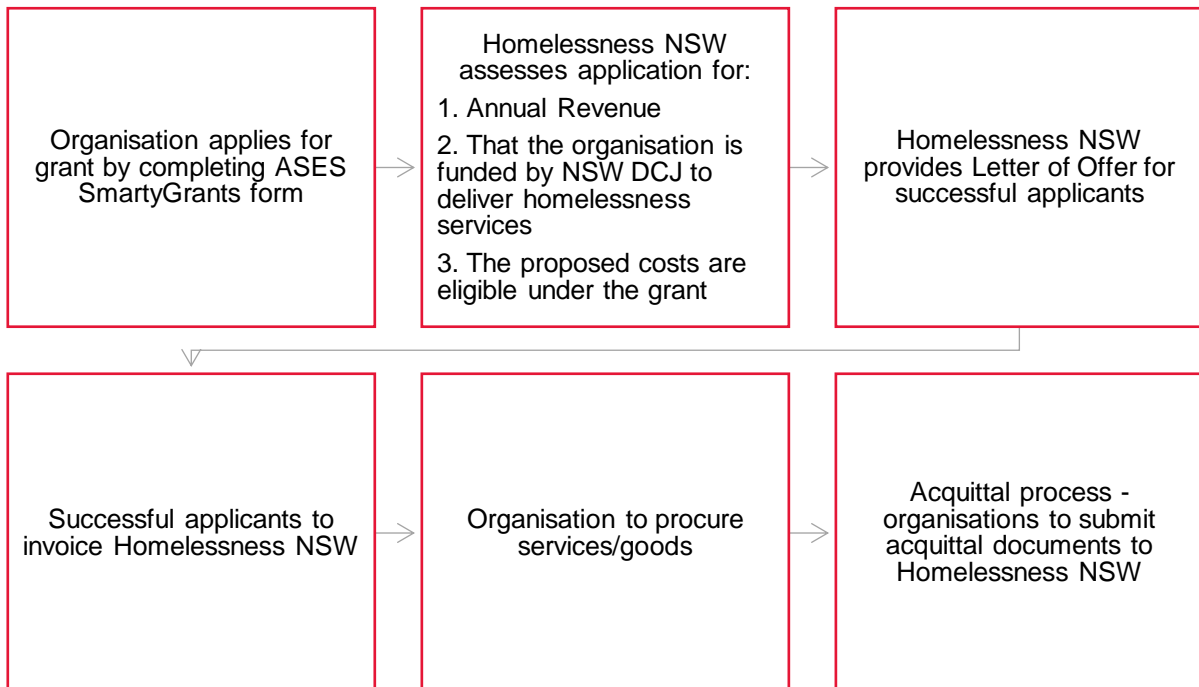 Organisation applies for
grant by completing ASES
SmartyGrants form
Homelessness NSW
assesses application for:
1. Annual Revenue
2. That the organisation is
funded by NSW DCJ to
deliver homelessness
services
3. The proposed costs are
eligible under the grant
Homelessness NSW
provides Letter of Offer for
successful applicants
Successful applicants to
invoice Homelessness NSW
Organisation to procure
services/goods
Acquittal process -
organisations to submit
acquittal documents to
Homelessness NSW